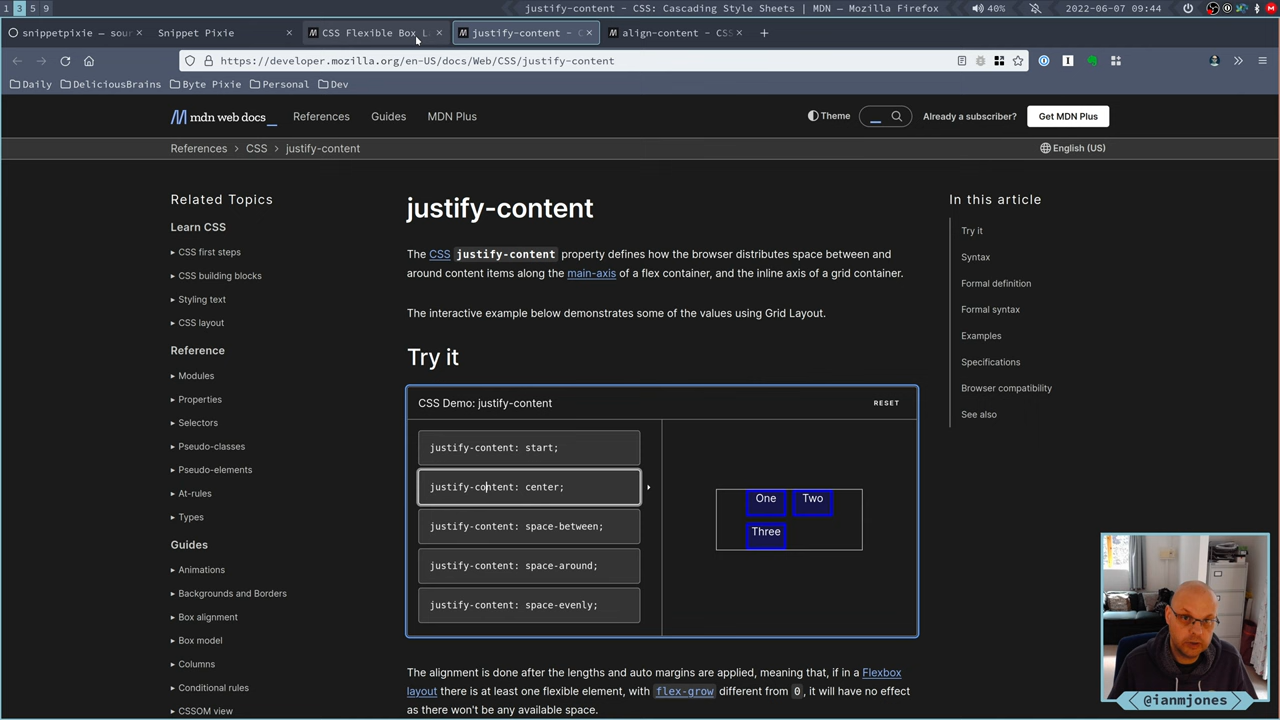 1 3 5 9
justify-content - CSS: Cascading Style Sheets | MDN — Mozilla Firefox
40%
2022-06-07 09:44
snippetpixie — sour
Snippet Pixie
CSS Flexible Box L
justify-content - C
align-content - CSS
https://developer.mozilla.org/en-US/docs/Web/CSS/justify-content
Daily
DeliciousBrains
Byte Pixie
Personal
Dev
mdn web docs
References
Guides
MDN Plus
Theme
Already a subscriber?
Get MDN Plus
References > CSS > justify-content
English (US)
Related Topics
Learn CSS
CSS first steps
CSS building blocks
Styling text
CSS layout
Reference
Modules
Properties
Selectors
Pseudo-classes
Pseudo-elements
At-rules
Types
Guides
Animations
Backgrounds and Borders
Box alignment
Box model
Columns
Conditional rules
CSSOM view
justify-content
The CSS justify-content property defines how the browser distributes space between and
around content items along the main-axis of a flex container, and the inline axis of a grid container.
The interactive example below demonstrates some of the values using Grid Layout.
Try it
CSS Demo: justify-content
RESET
justify-content: start;
justify-content: center;
justify-content: space-between;
justify-content: space-around;
justify-content: space-evenly;
One
Two
Three
The alignment is done after the lengths and auto margins are applied, meaning that, if in a Flexbox
layout there is at least one flexible element, with flex-grow different from 0, it will have no effect
as there won't be any available space.
In this article
Try it
Syntax
Formal definition
Formal syntax
Examples
Specifications
Browser compatibility
See also
@ianmjones